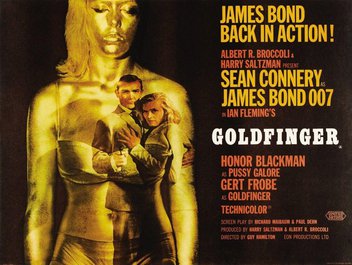 JAMES BOND
BACK IN ACTION!
ALBERT R. BROCCOLI &
HARRY SALTZMAN
PRESENT
SEAN CONNERY AS
JAMES BOND 007
IN IAN FLEMING'S
GOLDFINGER
HONOR BLACKMAN
AS PUSSY GALORE
GERT FROBE
AS GOLDFINGER
TECHNICOLOR
SCREEN PLAY BY RICHARD MAIBAUM & PAUL DEHN
PRODUCED BY HARRY SALTZMAN & ALBERT R. BROCCOLI
DIRECTED BY GUY HAMILTON EON PRODUCTIONS LTD